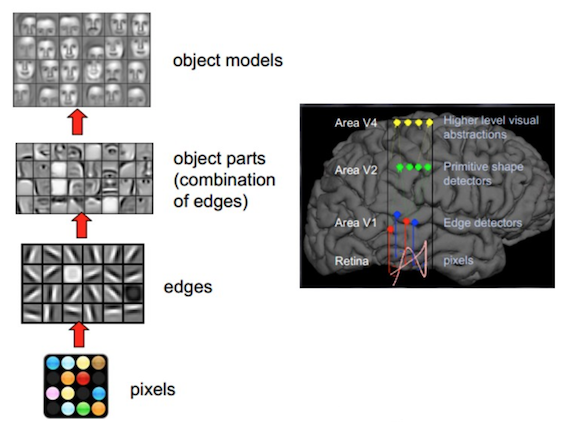 object models
object parts
(combination
of edges)
edges
pixels
Area V4
Higher level visual
abstractions
Area V2
Primitive shape
detectors
Area V1
Edge detectors
Retina
pixels